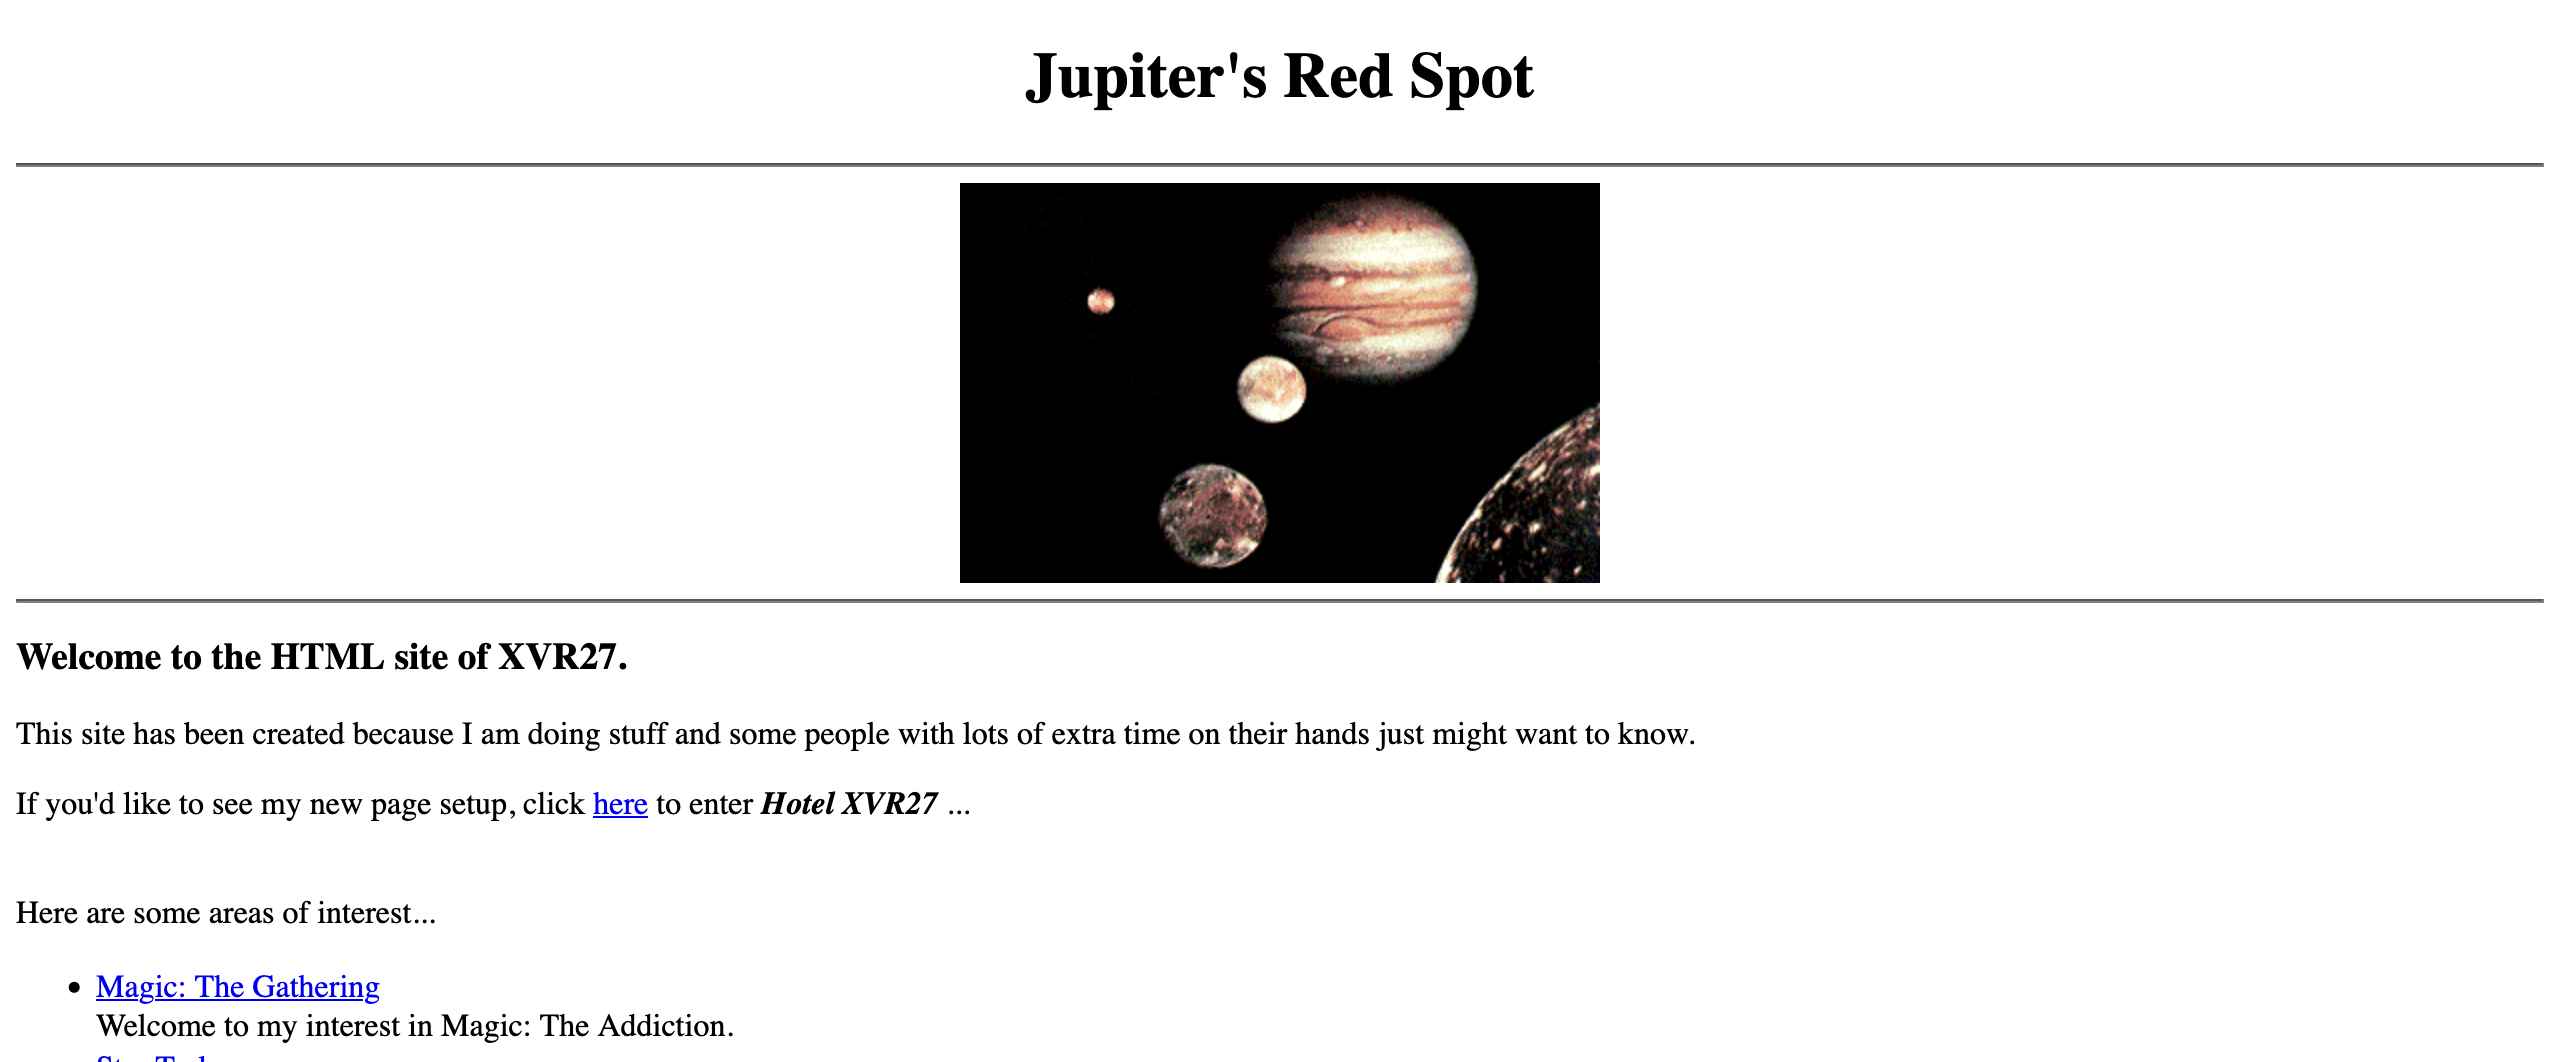 Jupiter's Red Spot
Welcome to the HTML site of XVR27.
This site has been created because I am doing stuff and some people with lots of extra time on their hands just might want to know.
If you'd like to see my new page setup, click here to enter Hotel XVR27 ...
Here are some areas of interest...
Magic: The Gathering
Welcome to my interest in Magic: The Addiction.